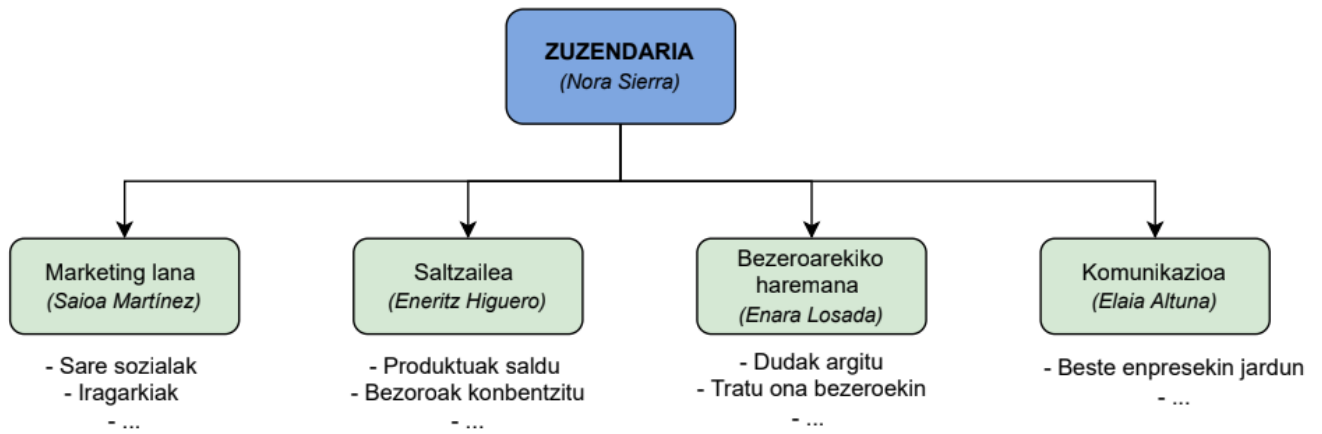 ZUZENDARIA
(Nora Sierra)
Marketing lana
(Saioa Martínez)
- Sare sozialak
- Iragarkiak
- ...
Saltzailea
(Eneritz Higuero)
- Produktuak saldu
- Bezoroak konbentzitu
- ...
Bezeroarekiko
haremana
(Enara Losada)
- Dudak argitu
- Tratu ona bezeroekin
- ...
Komunikazioa
(Elaia Altuna)
- Beste enpresekin jardun
- ...